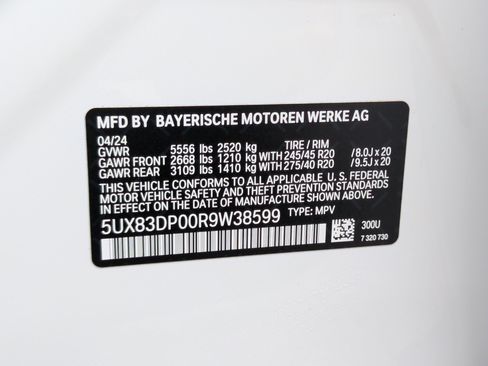 MFD BY BAYERISCHE MOTOREN WERKE AG
04/24
GVWR 5556 lbs 2520 kg TIRE / RIM
GAWR FRONT 2668 lbs 1210 kg WITH 245/45 R20 /8.0J x 20
GAWR REAR 3109 lbs 1410 kg WITH 275/40 R20 /9.5J x 20
THIS VEHICLE CONFORMS TO ALL APPLICABLE U.S. FEDERAL
MOTOR VEHICLE SAFETY, BUMPER, AND THEFT PREVENTION
STANDARDS IN EFFECT ON THE DATE OF MANUFACTURE SHOWN ABOVE.
5UX83DP00R9W38599 TYPE: MPV
300U
7 320 730